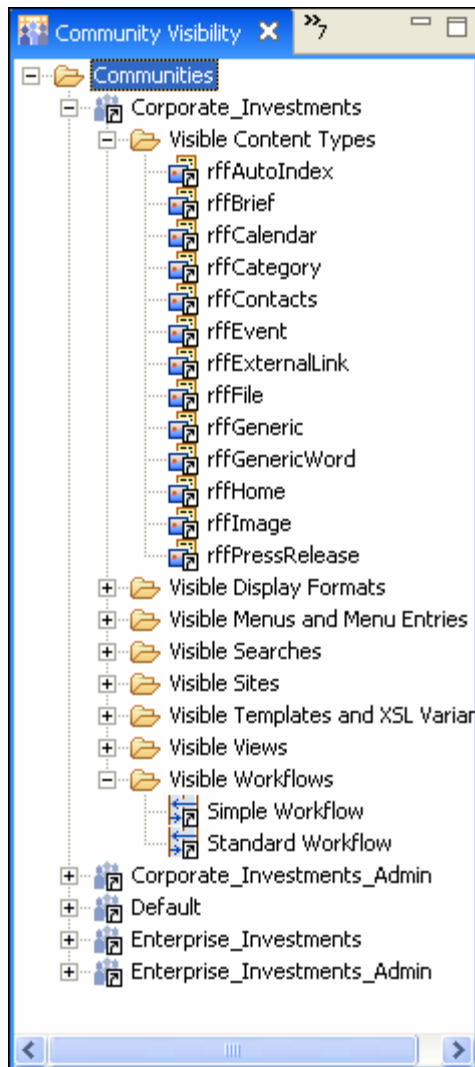 Community Visibility
»7
Communities
Corporate_Investments
Visible Content Types
rffAutoIndex
rffBrief
rffCalendar
rffCategory
rffContacts
rffEvent
rffExternalLink
rffFile
rffGeneric
rffGenericWord
rffHome
rffImage
rffPressRelease
Visible Display Formats
Visible Menus and Menu Entries
Visible Searches
Visible Sites
Visible Templates and XSL Varian
Visible Views
Visible Workflows
Simple Workflow
Standard Workflow
Corporate_Investments_Admin
Default
Enterprise_Investments
Enterprise_Investments_Admin